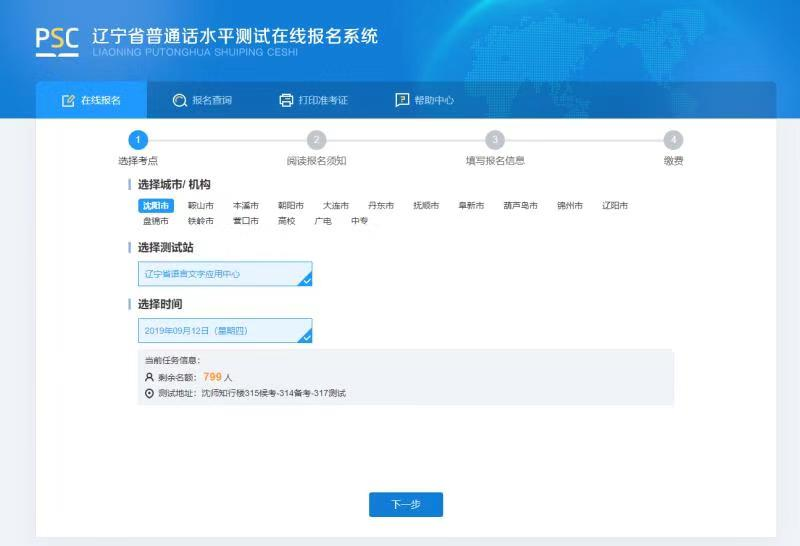 PSC 辽宁省普通话水平测试在线报名系统
LIAONING PUTONGHUA SHUIPING CESHI
在线报名 报名查询 打印准考证 帮助中心
1 2 3 4
选择考点 阅读报名须知 填写报名信息 缴费
选择城市/ 机构
沈阳市 鞍山市 本溪市 朝阳市 大连市 丹东市 抚顺市 阜新市 葫芦岛市 锦州市 辽阳市
盘锦市 铁岭市 营口市 高校 广电 中专
选择测试站
辽宁省语言文字应用中心
选择时间
2019年09月12日（星期四）
当前任务信息：
剩余名额： 799 人
测试地址： 沈师知行楼315候考-314备考-317测试
下一步